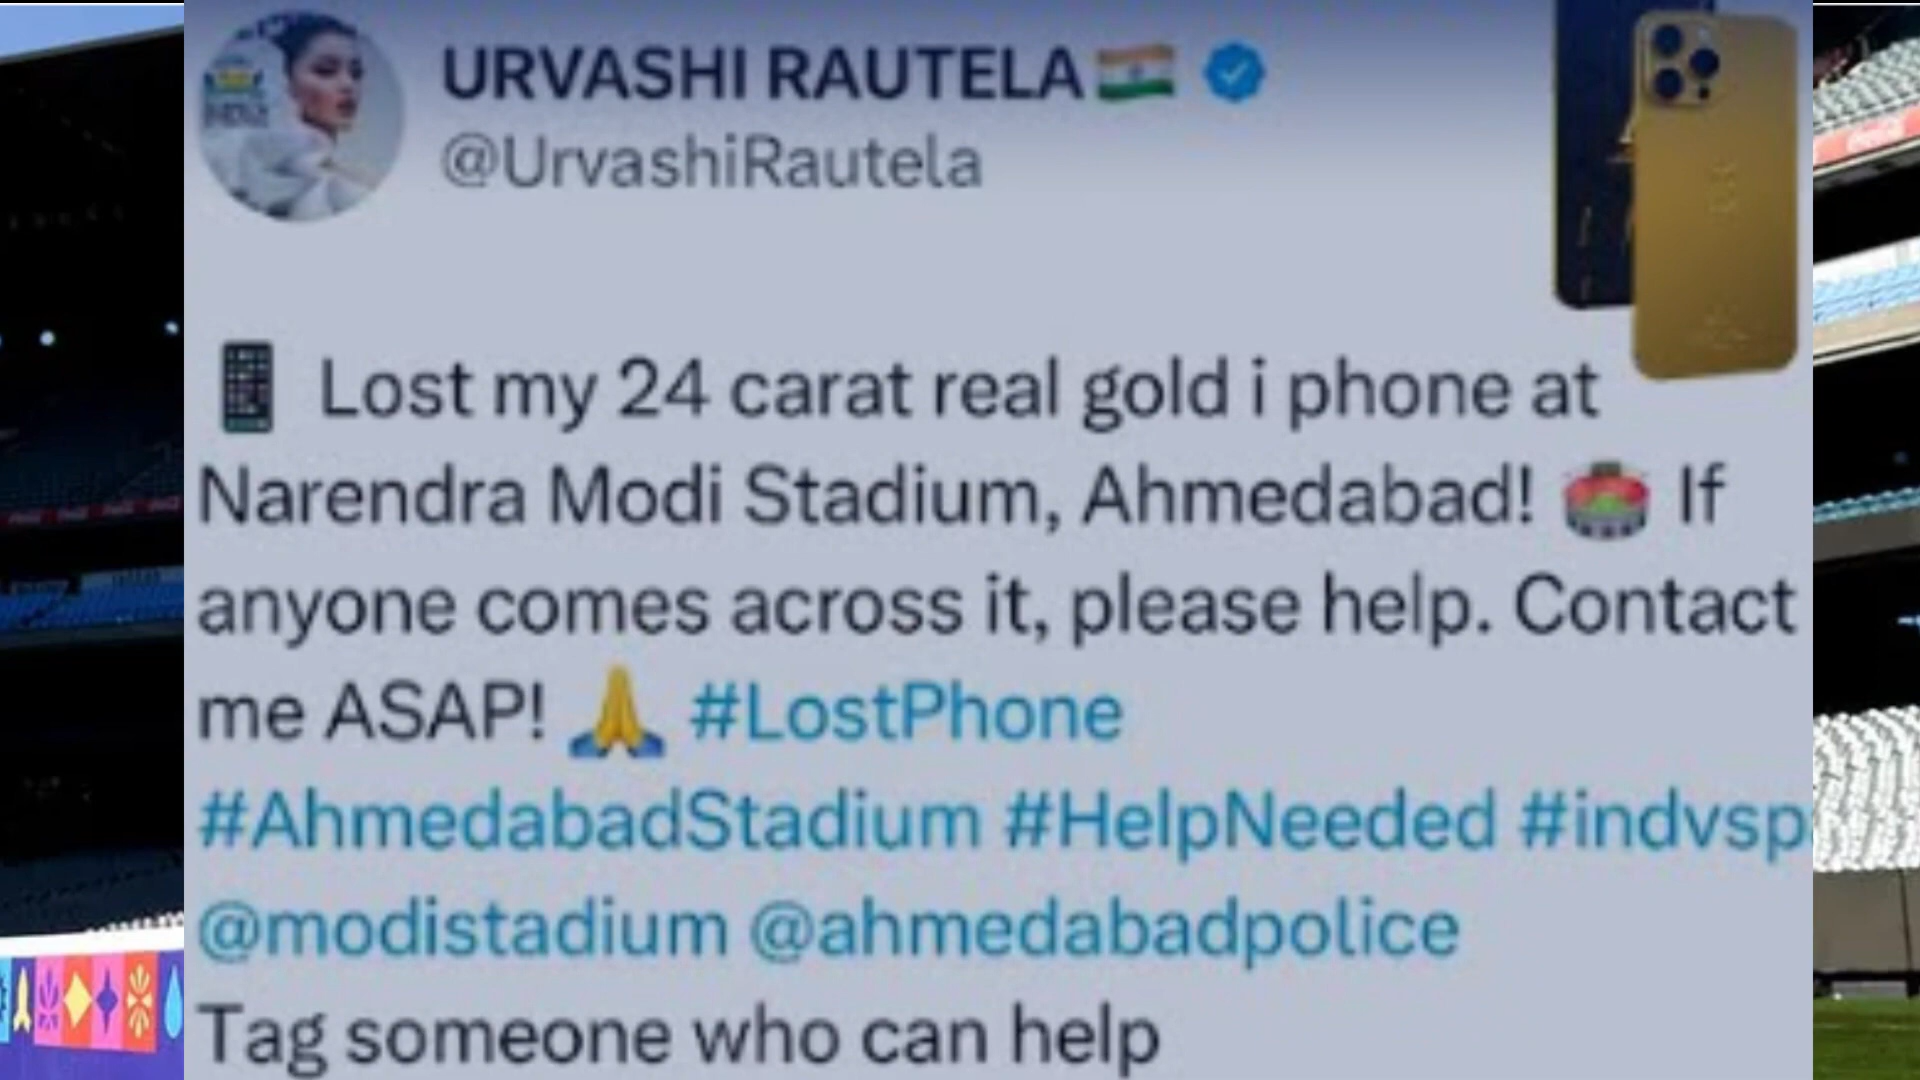 URVASHI RAUTELA
@UrvashiRautela
Lost my 24 carat real gold i phone at
Narendra Modi Stadium, Ahmedabad! If
anyone comes across it, please help. Contact
me ASAP! 🙏 #LostPhone
#AhmedabadStadium #HelpNeeded #indvsp
@modistadium @ahmedabadpolice
Tag someone who can help